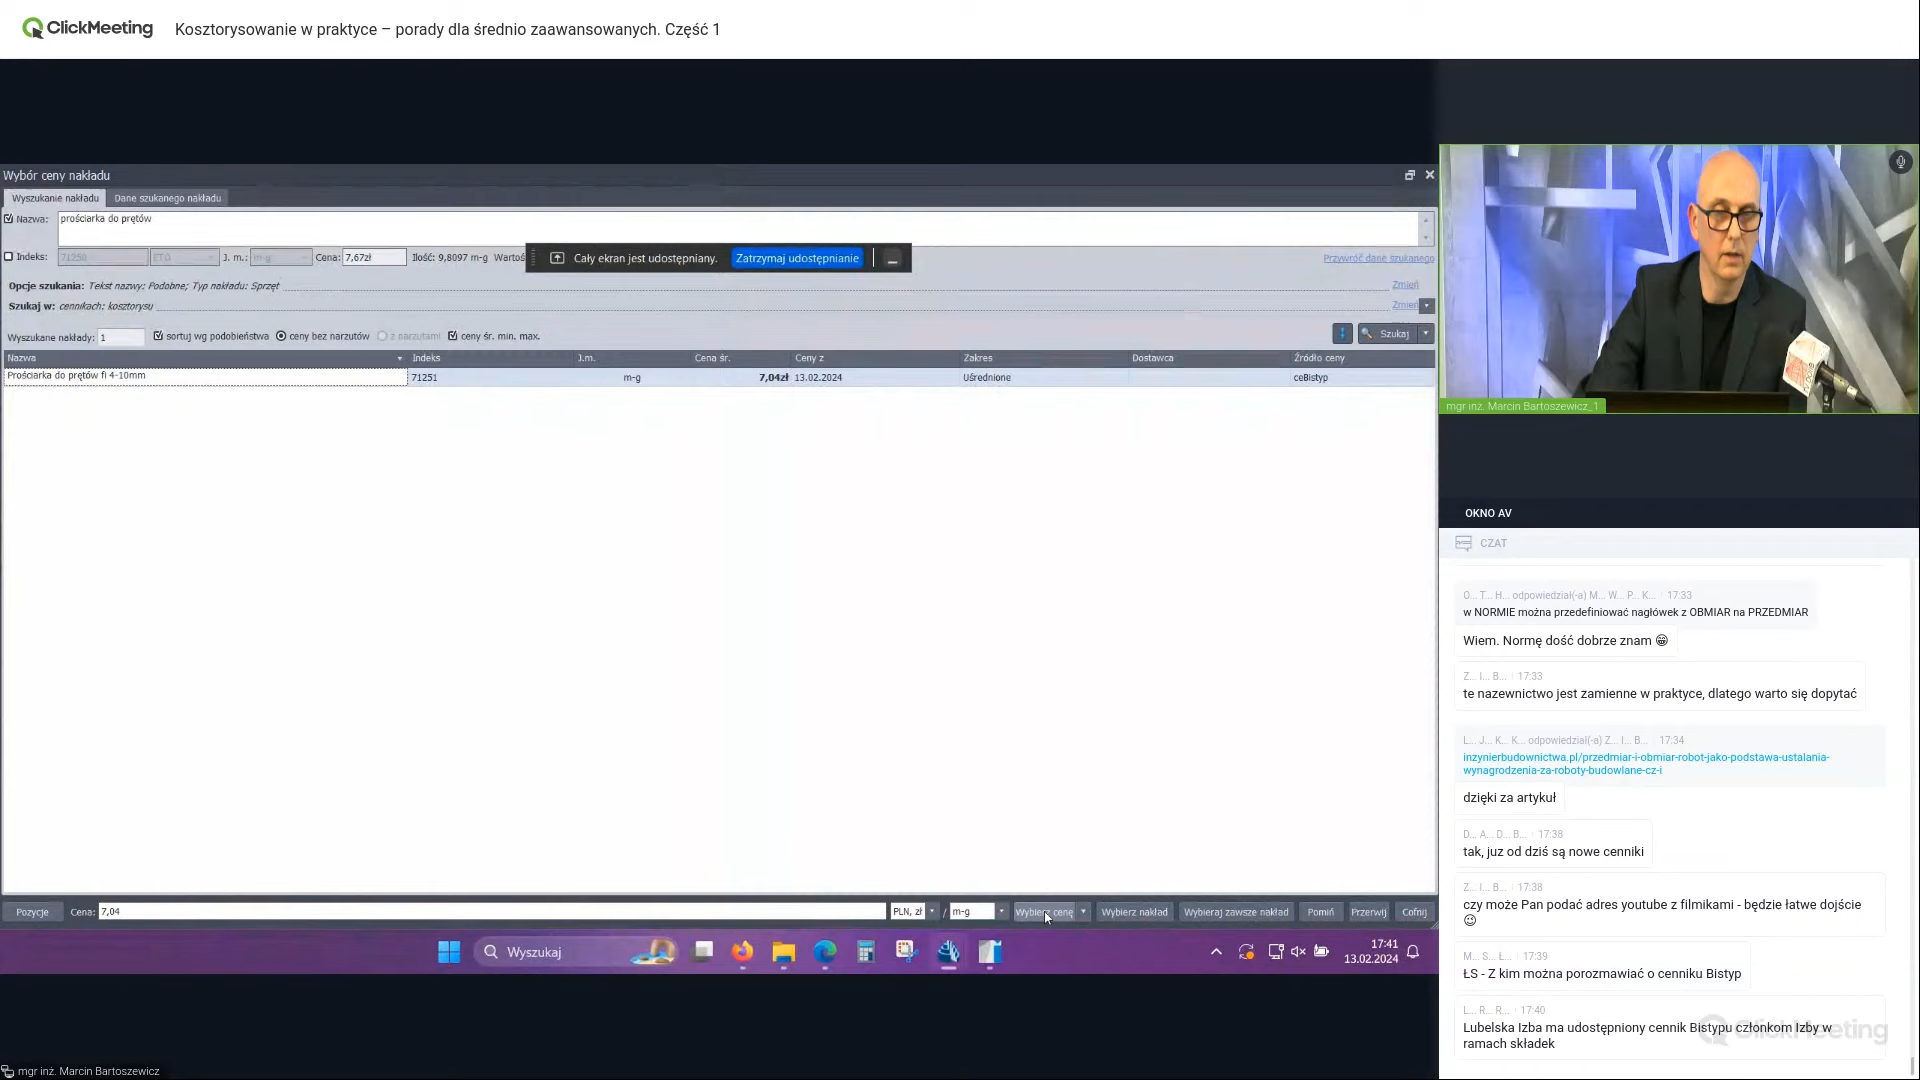 ClickMeeting
Kosztorysowanie w praktyce – porady dla średnio zaawansowanych. Część 1
Wybór ceny nakładu
Wyszukanie nakładu Dane szukanego nakładu
Nazwa: prościarka do prętów
Indeks: 71250 ETO J. m.: m-g Cena: 7,67zł Ilość: 9,8097 m-g Wartoś
Cały ekran jest udostępniany. Zatrzymaj udostępnianie
Przywróć dane szukanego
Opcje szukania: Tekst nazwy: Podobne; Typ nakładu: Sprzęt Zmień
Szukaj w: cennikach: kosztorysu Zmień
Wyszukane nakłady: 1 sortuj wg podobieństwa ceny bez narzutów z narzutami ceny śr. min. max. Szukaj
Nazwa Indeks J.m. Cena śr. Ceny z Zakres Dostawca Źródło ceny
Prościarka do prętów fi 4-10mm 71251 m-g 7,04zł 13.02.2024 Uśrednione ceBistyp
Pozycje Cena: 7,04 PLN, zł / m-g Wybierz cenę Wybierz nakład Wybieraj zawsze nakład Pomiń Przerwij Cofnij
Wyszukaj
17:41
13.02.2024
mgr inż. Marcin Bartoszewicz
mgr inż. Marcin Bartoszewicz_1
OKNO AV
CZAT
O... T... H... odpowiedział(-a) M... W... P... K... 17:33
w NORMIE można przedefiniować nagłówek z OBMIAR na PRZEDMIAR
Wiem. Normę dość dobrze znam 😁
Z... I... B... 17:33
te nazewnictwo jest zamienne w praktyce, dlatego warto się dopytać
L... J... K... K... odpowiedział(-a) Z... I... B... 17:34
inzynierbudownictwa.pl/przedmiar-i-obmiar-robot-jako-podstawa-ustalania-
wynagrodzenia-za-roboty-budowlane-cz-i
dzięki za artykuł
D... A... D... B... 17:38
tak, juz od dziś są nowe cenniki
Z... I... B... 17:38
czy może Pan podać adres youtube z filmikami - będzie łatwe dojście
😉
M... S... Ł... 17:39
ŁS - Z kim można porozmawiać o cenniku Bistyp
L... R... R... 17:40
Lubelska Izba ma udostępniony cennik Bistypu członkom Izby w
ramach składek
ClickMeeting